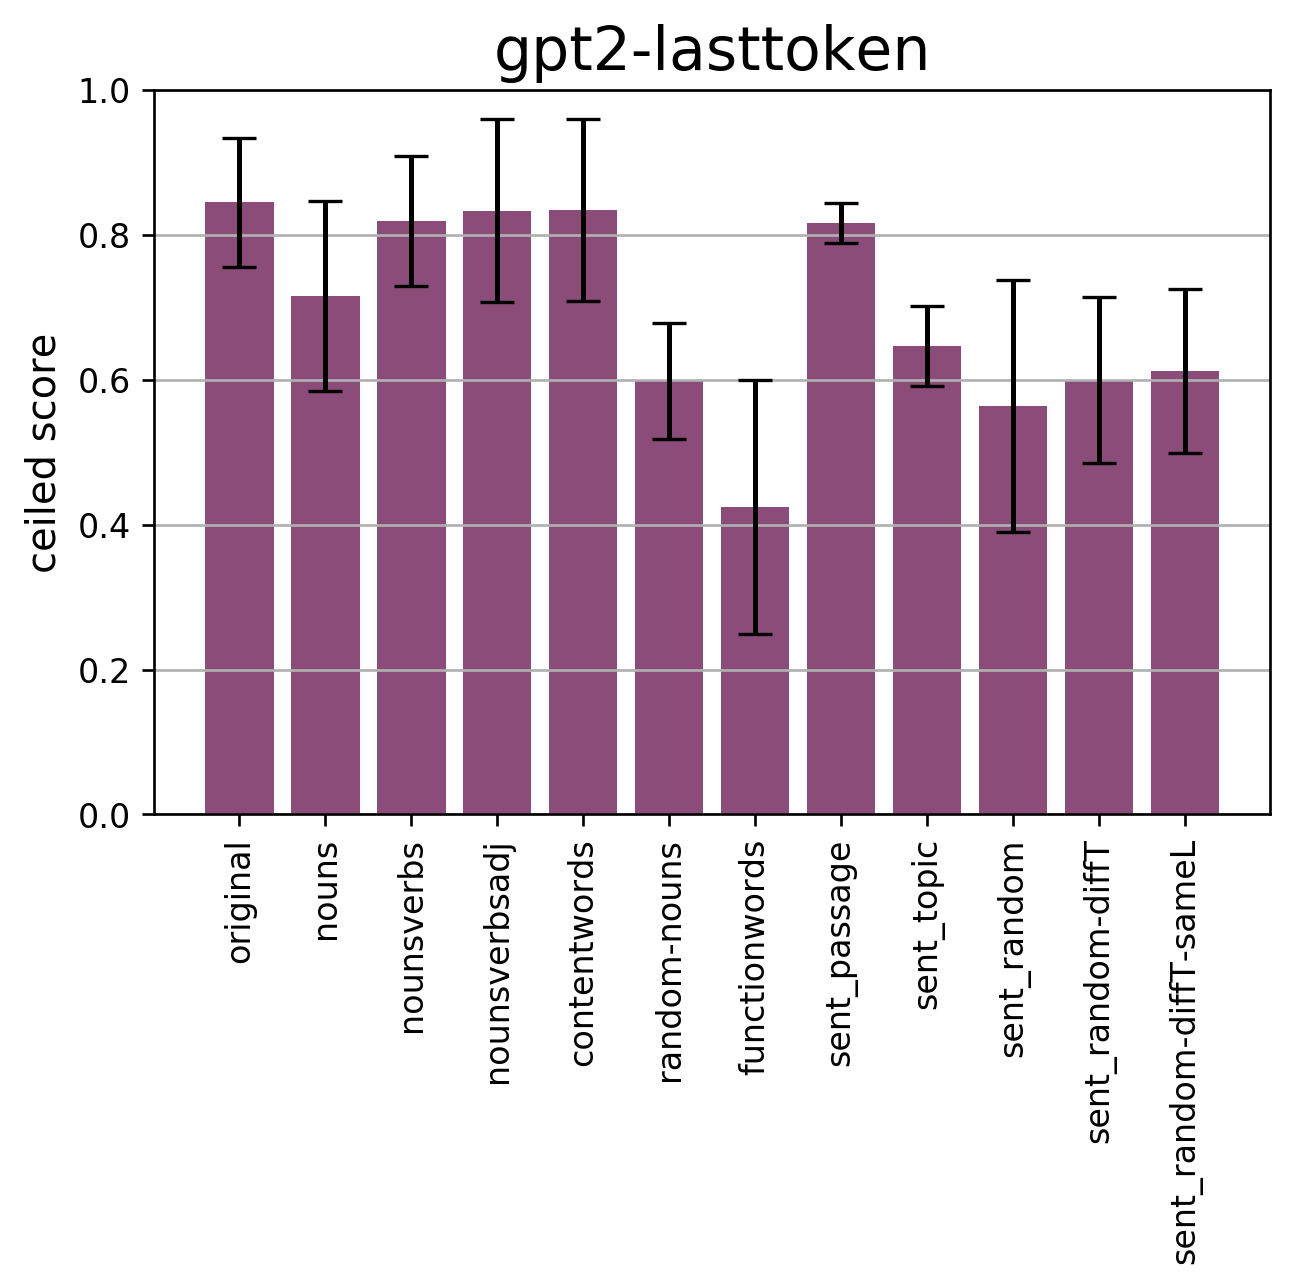 gpt2-lasttoken
ceiled score
1.0
0.8
0.6
0.4
0.2
0.0
original
nouns
nounsverbs
nounsverbsadj
contentwords
random-nouns
functionwords
sent_passage
sent_topic
sent_random
sent_random-diffT
sent_random-diffT-sameL